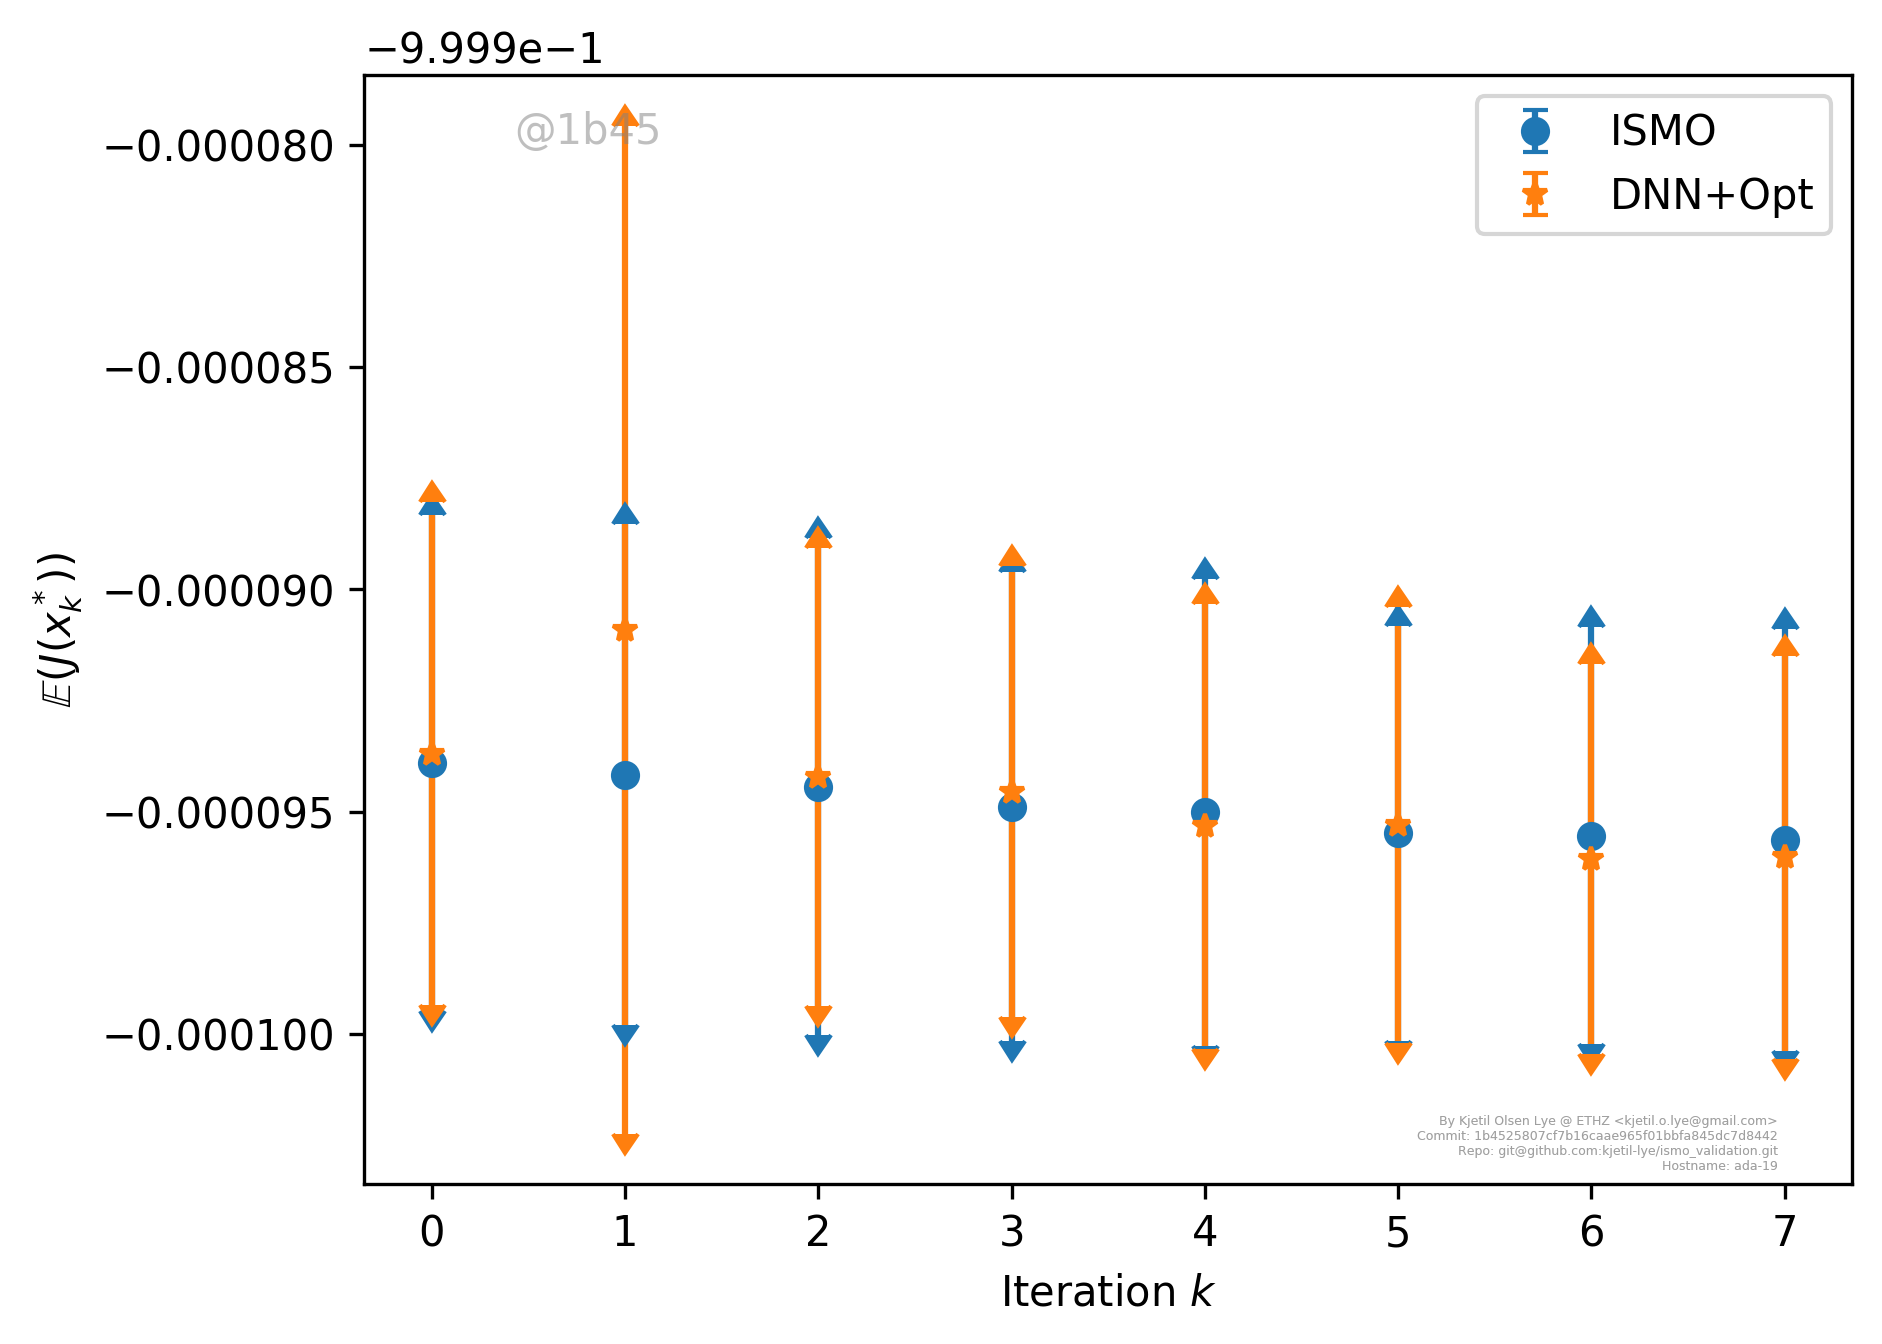 −9.999e−1
@1b45
ISMO
DNN+Opt
−0.000080
−0.000085
−0.000090
−0.000095
−0.000100
𝔼(J(x*k))
By Kjetil Olsen Lye @ ETHZ <kjetil.o.lye@gmail.com>
Commit: 1b4525807cf7b16caae965f01bbfa845dc7d8442
Repo: git@github.com:kjetil-lye/ismo_validation.git
Hostname: ada-19
0 1 2 3 4 5 6 7
Iteration k